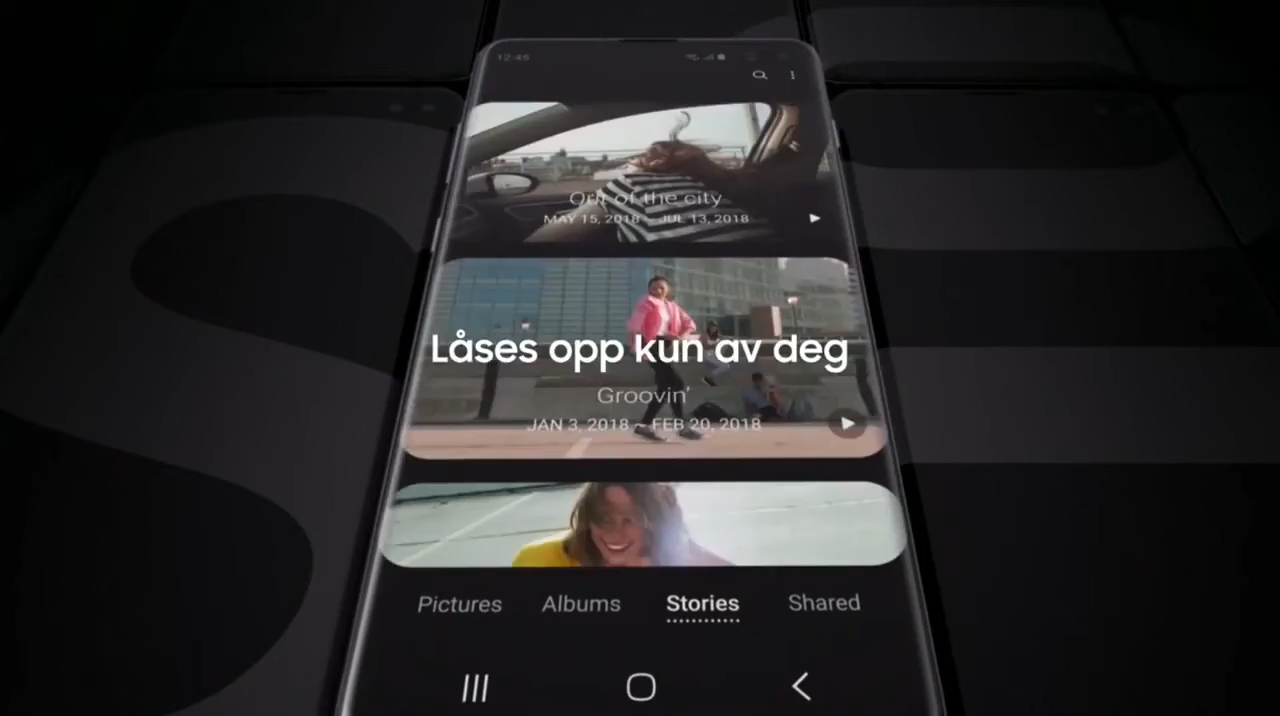 12:45
of the city
MAY 15, 2018 ~ JUL 13, 2018
Låses opp kun av deg
Groovin'
JAN 3, 2018 ~ FEB 20, 2018
Pictures Albums Stories Shared